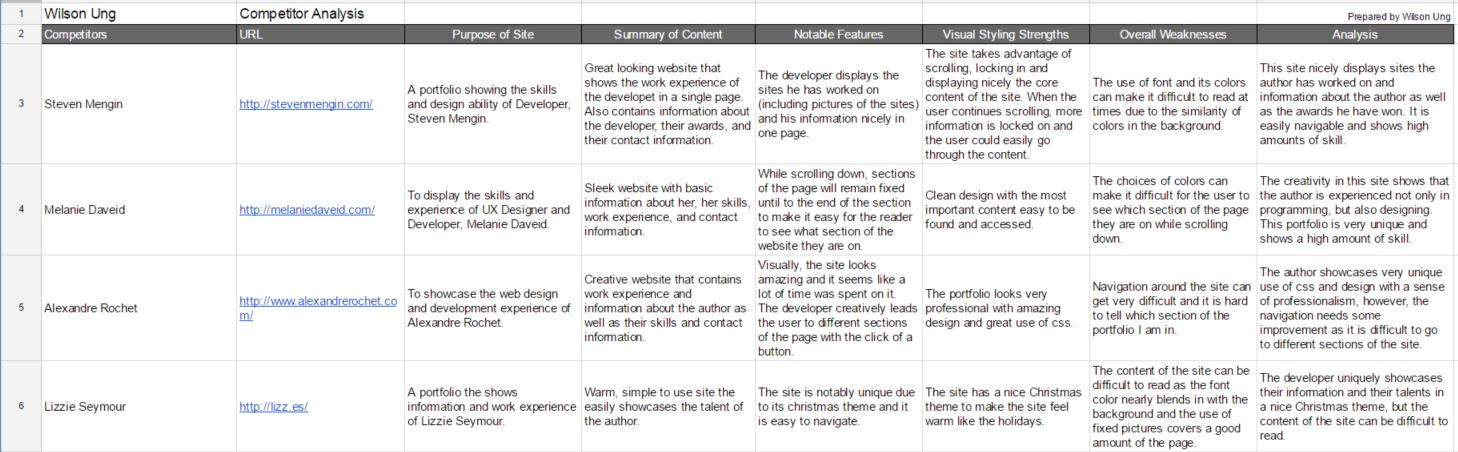 1 Wilson Ung Competitor Analysis Prepared by Wilson Ung
2 Competitors URL Purpose of Site Summary of Content Notable Features Visual Styling Strengths Overall Weaknesses Analysis
3
Steven Mengin
http://stevenmengin.com/
A portfolio showing the skills
and design ability of Developer,
Steven Mengin.
Great looking website that
shows the work experience of
the developet in a single page.
Also contains information about
the developer, their awards, and
their contact information.
The developer displays the
sites he has worked on
(including pictures of the sites)
and his information nicely in
one page.
The site takes advantage of
scrolling, locking in and
displaying nicely the core
content of the site. When the
user continues scrolling, more
information is locked on and
the user could easily go
through the content.
The use of font and its colors
can make it difficult to read at
times due to the similarity of
colors in the background.
This site nicely displays sites the
author has worked on and
information about the author as well
as the awards he have won. It is
easily navigable and shows high
amounts of skill.
4
Melanie Daveid
http://melaniedaveid.com/
To display the skills and
experience of UX Designer and
Developer, Melanie Daveid.
Sleek website with basic
information about her, her skills,
work experience, and contact
information.
While scrolling down, sections
of the page will remain fixed
until to the end of the section
to make it easy for the reader
to see what section of the
website they are on.
Clean design with the most
important content easy to be
found and accessed.
The choices of colors can
make it difficult for the user to
see which section of the page
they are on while scrolling
down.
The creativity in this site shows that
the author is experienced not only in
programming, but also designing.
This portfolio is very unique and
shows a high amount of skill.
5
Alexandre Rochet
http://www.alexandrerochet.co
m/
To showcase the web design
and development experience of
Alexandre Rochet.
Creative website that contains
work experience and
information about the author as
well as their skills and contact
information.
Visually, the site looks
amazing and it seems like a
lot of time was spent on it.
The developer creatively leads
the user to different sections
of the page with the click of a
button.
The portfolio looks very
professional with amazing
design and great use of css.
Navigation around the site can
get very difficult and it is hard
to tell which section of the
portfolio I am in.
The author showcases very unique
use of css and design with a sense
of professionalism, however, the
navigation needs some
improvement as it is difficult to go
to different sections of the site.
6
Lizzie Seymour
http://lizz.es/
A portfolio the shows
information and work experience
of Lizzie Seymour.
Warm, simple to use site the
easily showcases the talent of
the author.
The site is notably unique due
to its christmas theme and it
is easy to navigate.
The site has a nice Christmas
theme to make the site feel
warm like the holidays.
The content of the site can be
difficult to read as the font
color nearly blends in with the
background and the use of
fixed pictures covers a good
amount of the page.
The developer uniquely showcases
their information and their talents in
a nice Christmas theme, but the
content of the site can be difficult to
read.